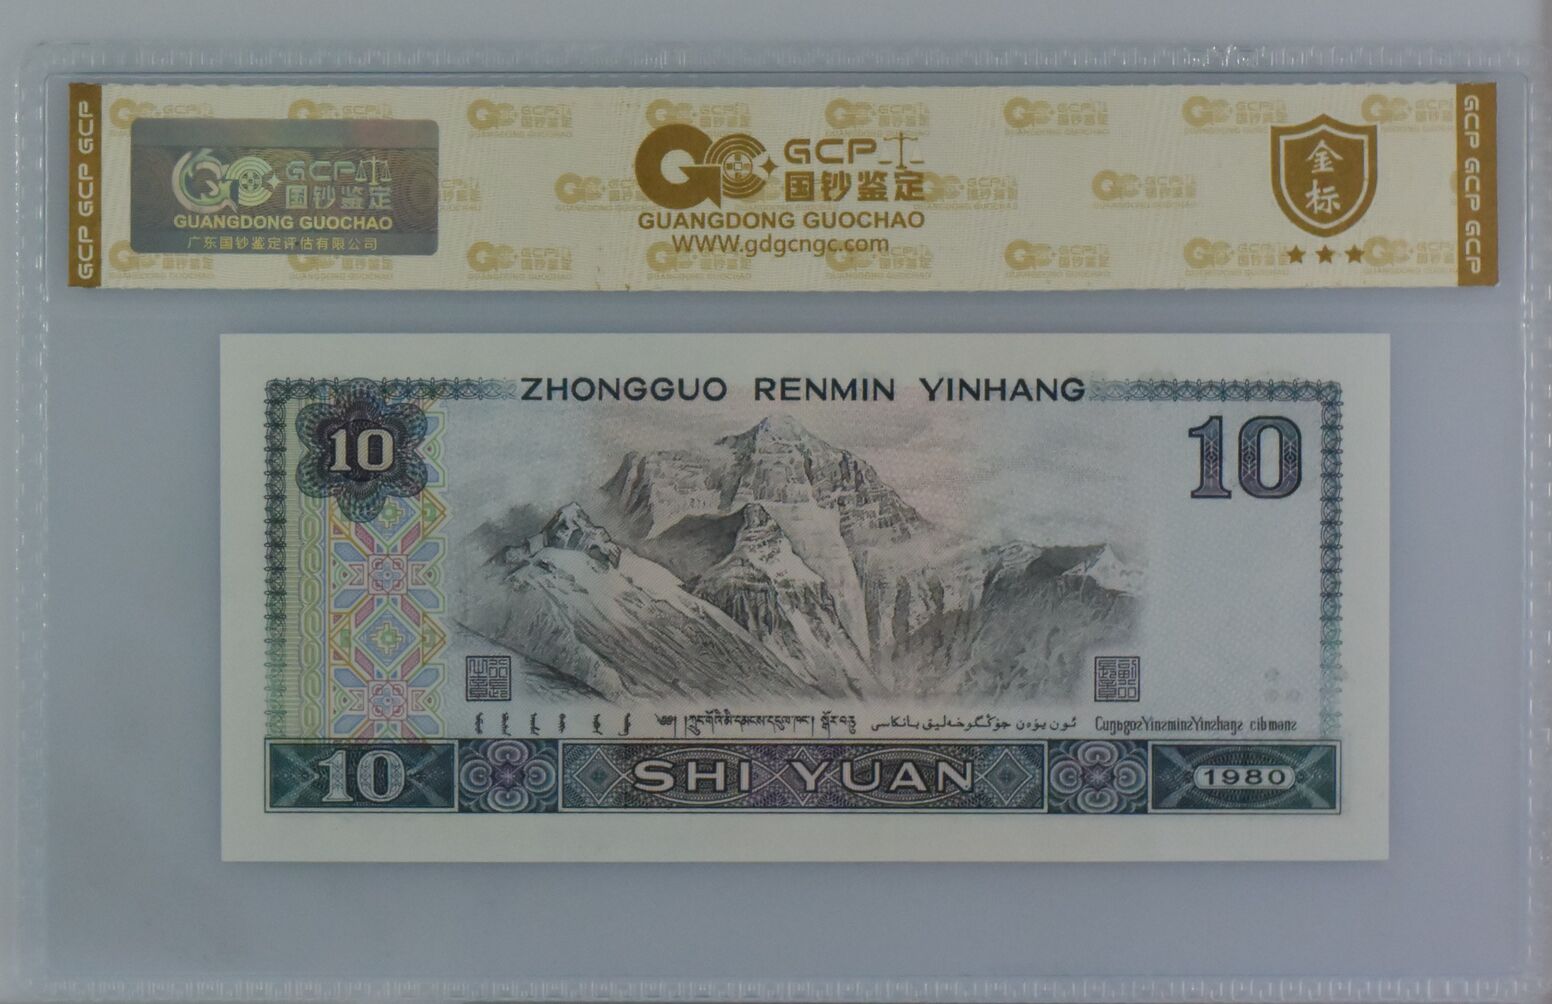 GCP GCP GCP
GCP
国钞鉴定
GUANGDONG GUOCHAO
广东国钞鉴定评估有限公司
GCP
国钞鉴定
GUANGDONG GUOCHAO
WWW.gdgcngc.com
金标
GCP GCP GCP
ZHONGGUO RENMIN YINHANG
10
10
10
SHI YUAN
1980